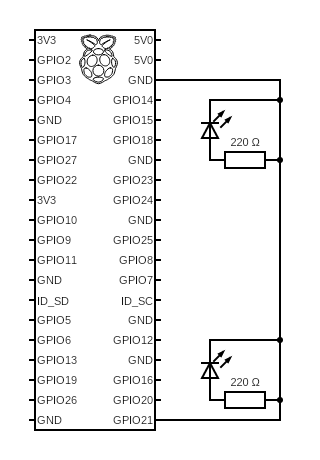 3V3 5V0
GPIO2 5V0
GPIO3 GND
GPIO4 GPIO14
GND GPIO15
GPIO17 GPIO18
GPIO27 GND
GPIO22 GPIO23
3V3 GPIO24
GPIO10 GND
GPIO9 GPIO25
GPIO11 GPIO8
GND GPIO7
ID_SD ID_SC
GPIO5 GND
GPIO6 GPIO12
GPIO13 GND
GPIO19 GPIO16
GPIO26 GPIO20
GND GPIO21
220 Ω
220 Ω